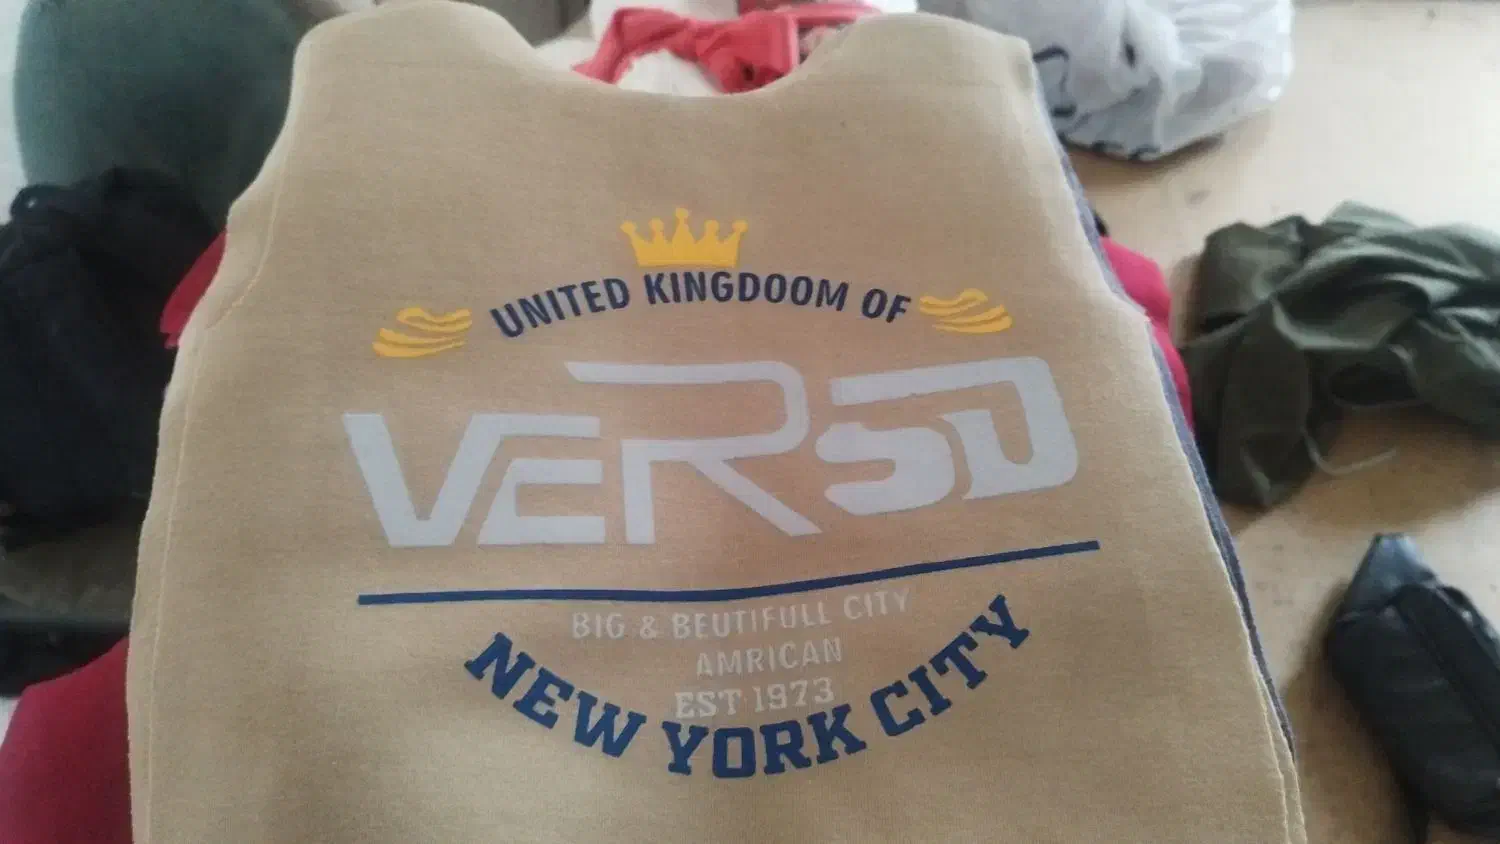 UNITED KINGDOOM OF
VERSD
BIG & BEUTIFULL CITY
AMRICAN
EST 1973
NEW YORK CITY